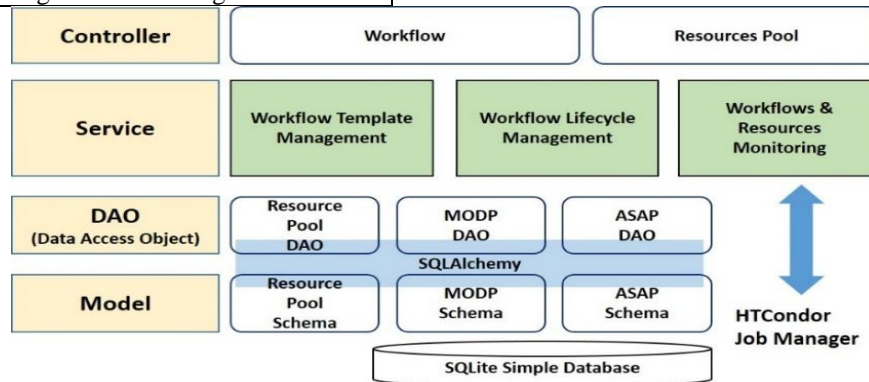 Controller
Workflow
Resources Pool
Service
Workflow Template
Management
Workflow Lifecycle
Management
Workflows &
Resources
Monitoring
DAO
(Data Access Object)
Resource
Pool
DAO
MODP
DAO
ASAP
DAO
SQLAlchemy
Model
Resource
Pool
Schema
MODP
Schema
ASAP
Schema
HTCondor
Job Manager
SQLite Simple Database